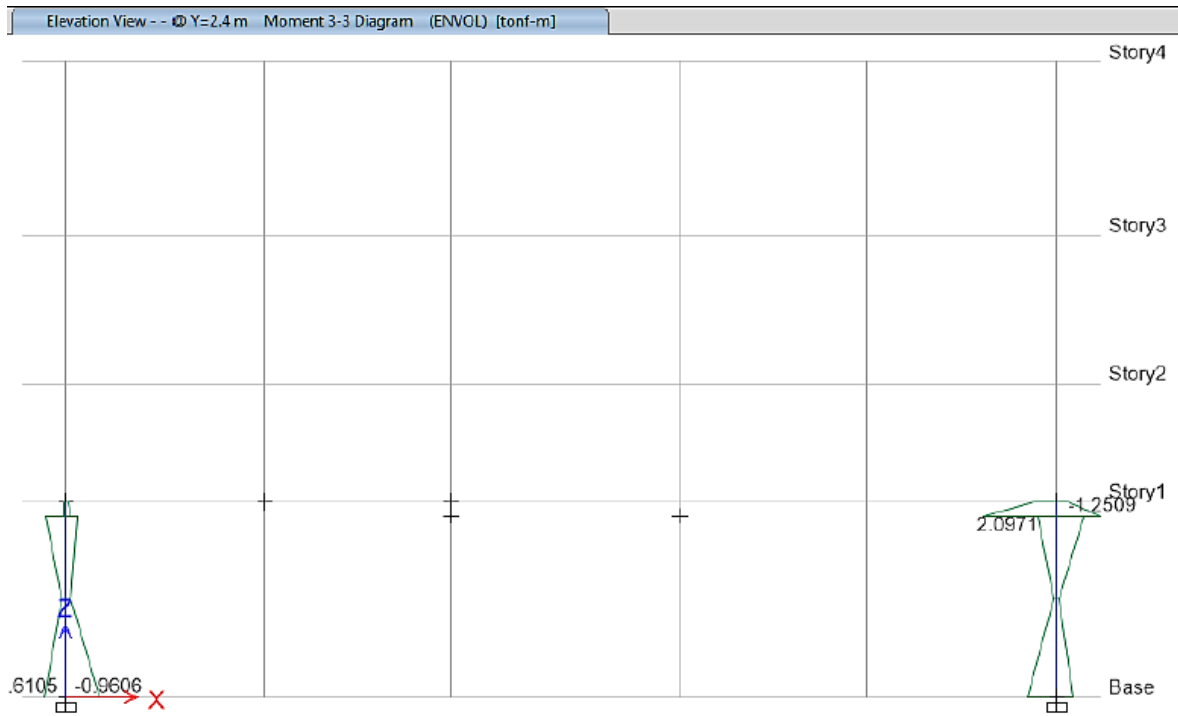 Elevation View - - @ Y=2.4 m Moment 3-3 Diagram (ENVOL) [tonf-m]
Story4
Story3
Story2
Story1
-1.2509
2.0971
Z
Base
.6105
-0.9606
X